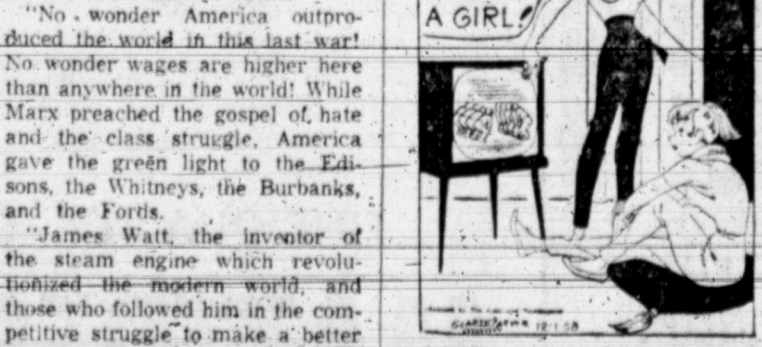 "No wonder America outpro-
duced the world in this last war!
No wonder wages are higher here
than anywhere in the world! While
Marx preached the gospel of hate
and the class struggle, America
gave the green light to the Edi-
sons, the Whitneys, the Burbanks,
and the Fords.
"James Watt, the inventor of
the steam engine which revolu-
tionized the modern world, and
those who followed him in the com-
petitive struggle to make a better
A GIRL!
12/1/58